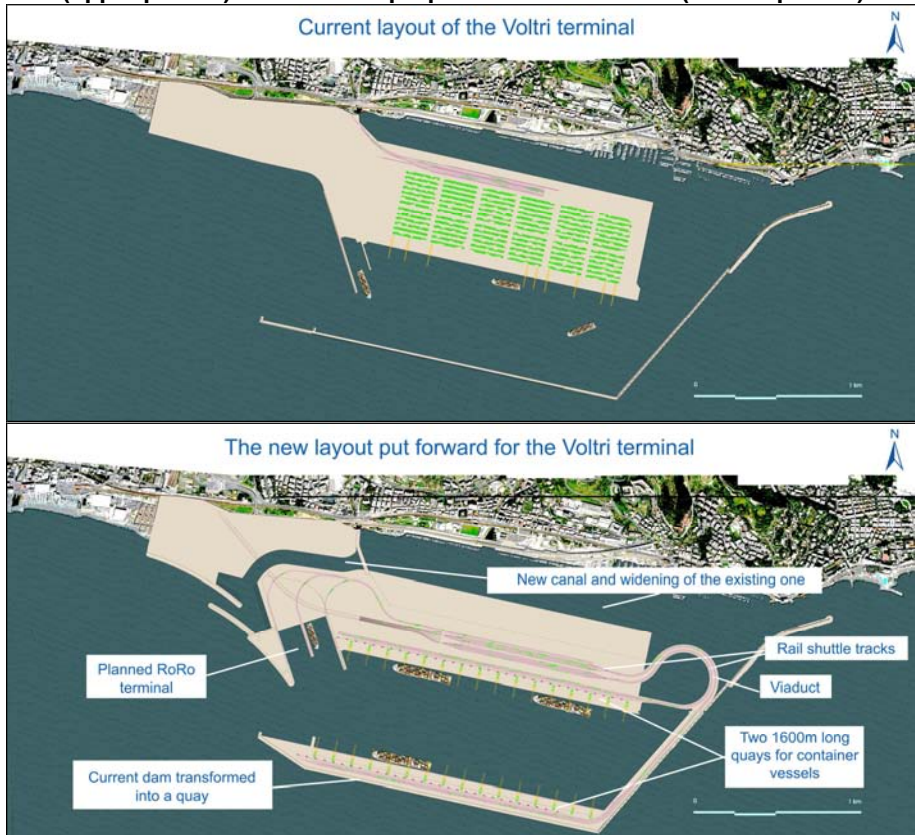 Current layout of the Voltri terminal
N
0
1 km
The new layout put forward for the Voltri terminal
N
New canal and widening of the existing one
Rail shuttle tracks
Planned RoRo
terminal
Viaduct
Two 1600m long
quays for container
vessels
Current dam transformed
into a quay
0
1 km